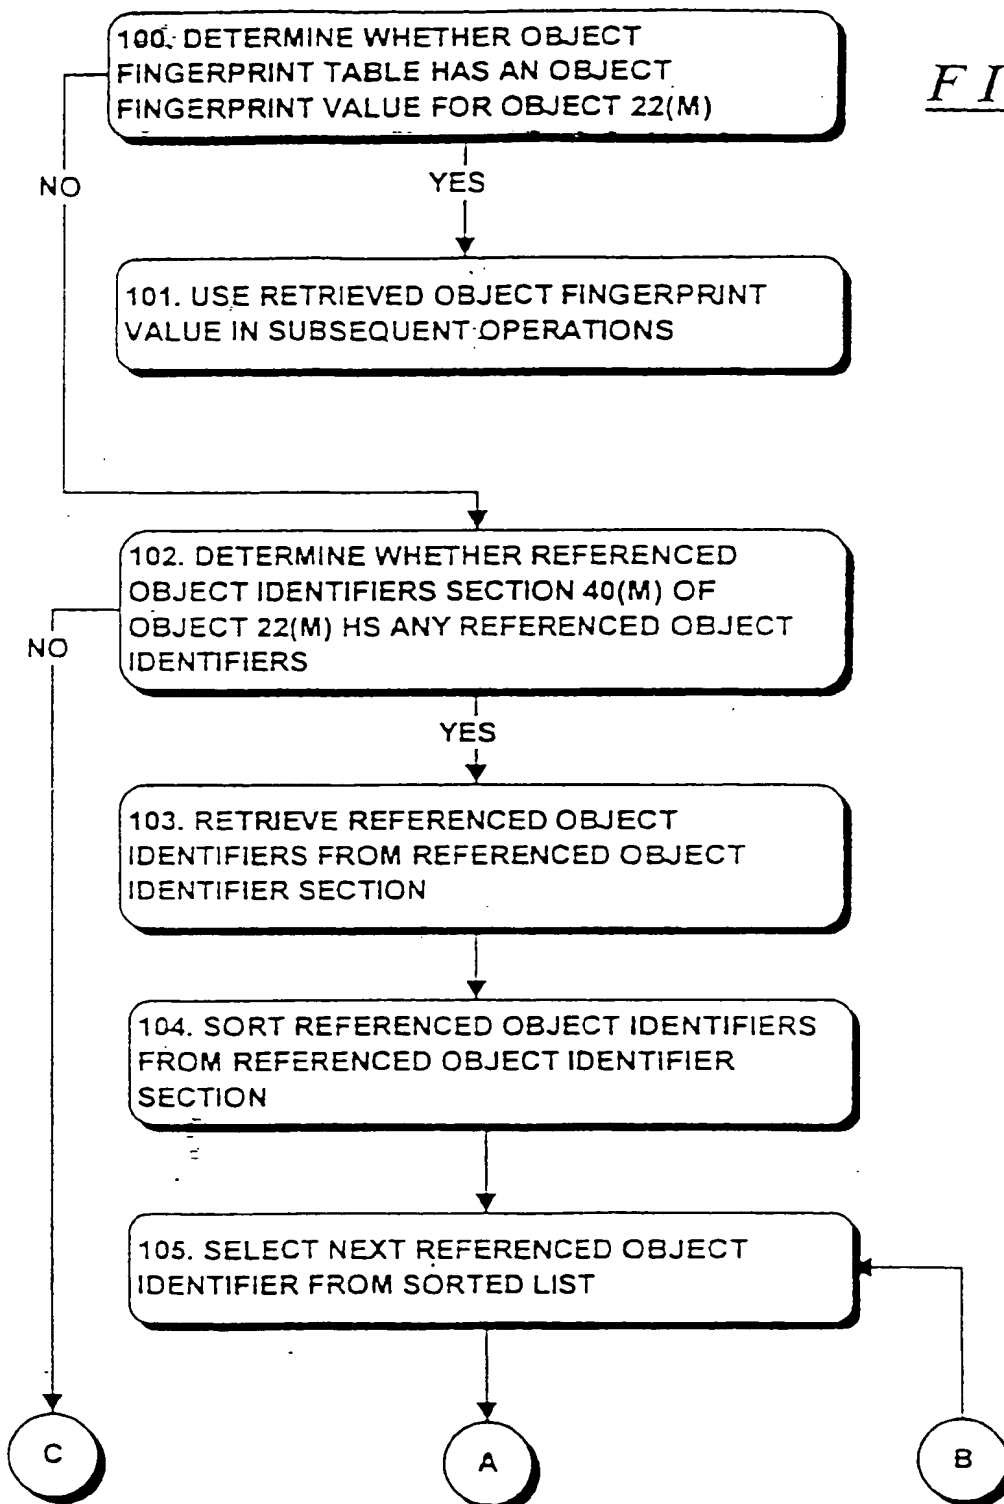 100. DETERMINE WHETHER OBJECT
FINGERPRINT TABLE HAS AN OBJECT
FINGERPRINT VALUE FOR OBJECT 22(M)
F I
NO
YES
101. USE RETRIEVED OBJECT FINGERPRINT
VALUE IN SUBSEQUENT OPERATIONS
102. DETERMINE WHETHER REFERENCED
OBJECT IDENTIFIERS SECTION 40(M) OF
OBJECT 22(M) HS ANY REFERENCED OBJECT
IDENTIFIERS
NO
YES
103. RETRIEVE REFERENCED OBJECT
IDENTIFIERS FROM REFERENCED OBJECT
IDENTIFIER SECTION
104. SORT REFERENCED OBJECT IDENTIFIERS
FROM REFERENCED OBJECT IDENTIFIER
SECTION
105. SELECT NEXT REFERENCED OBJECT
IDENTIFIER FROM SORTED LIST
C
A
B